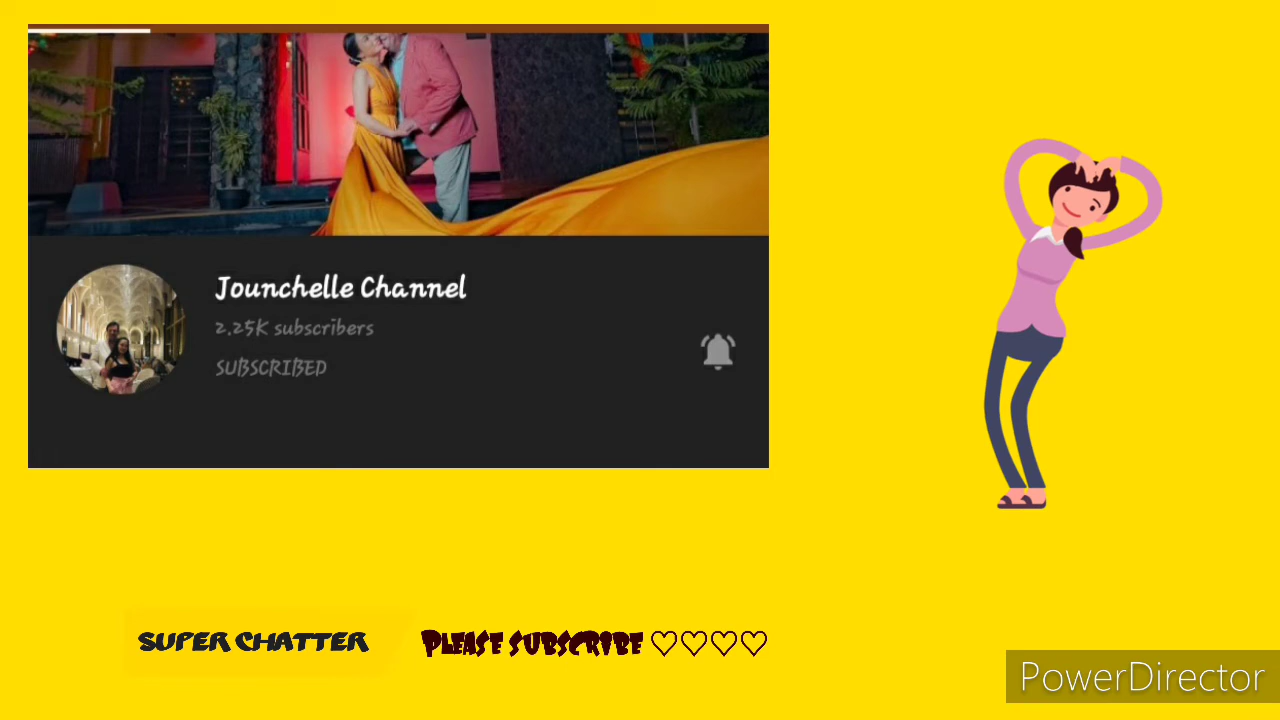 Jounchelle Channel
2.25K subscribers
SUBSCRIBED
SUPER CHATTER
PLEASE SUBSCRIBE ♡♡♡♡
PowerDirector